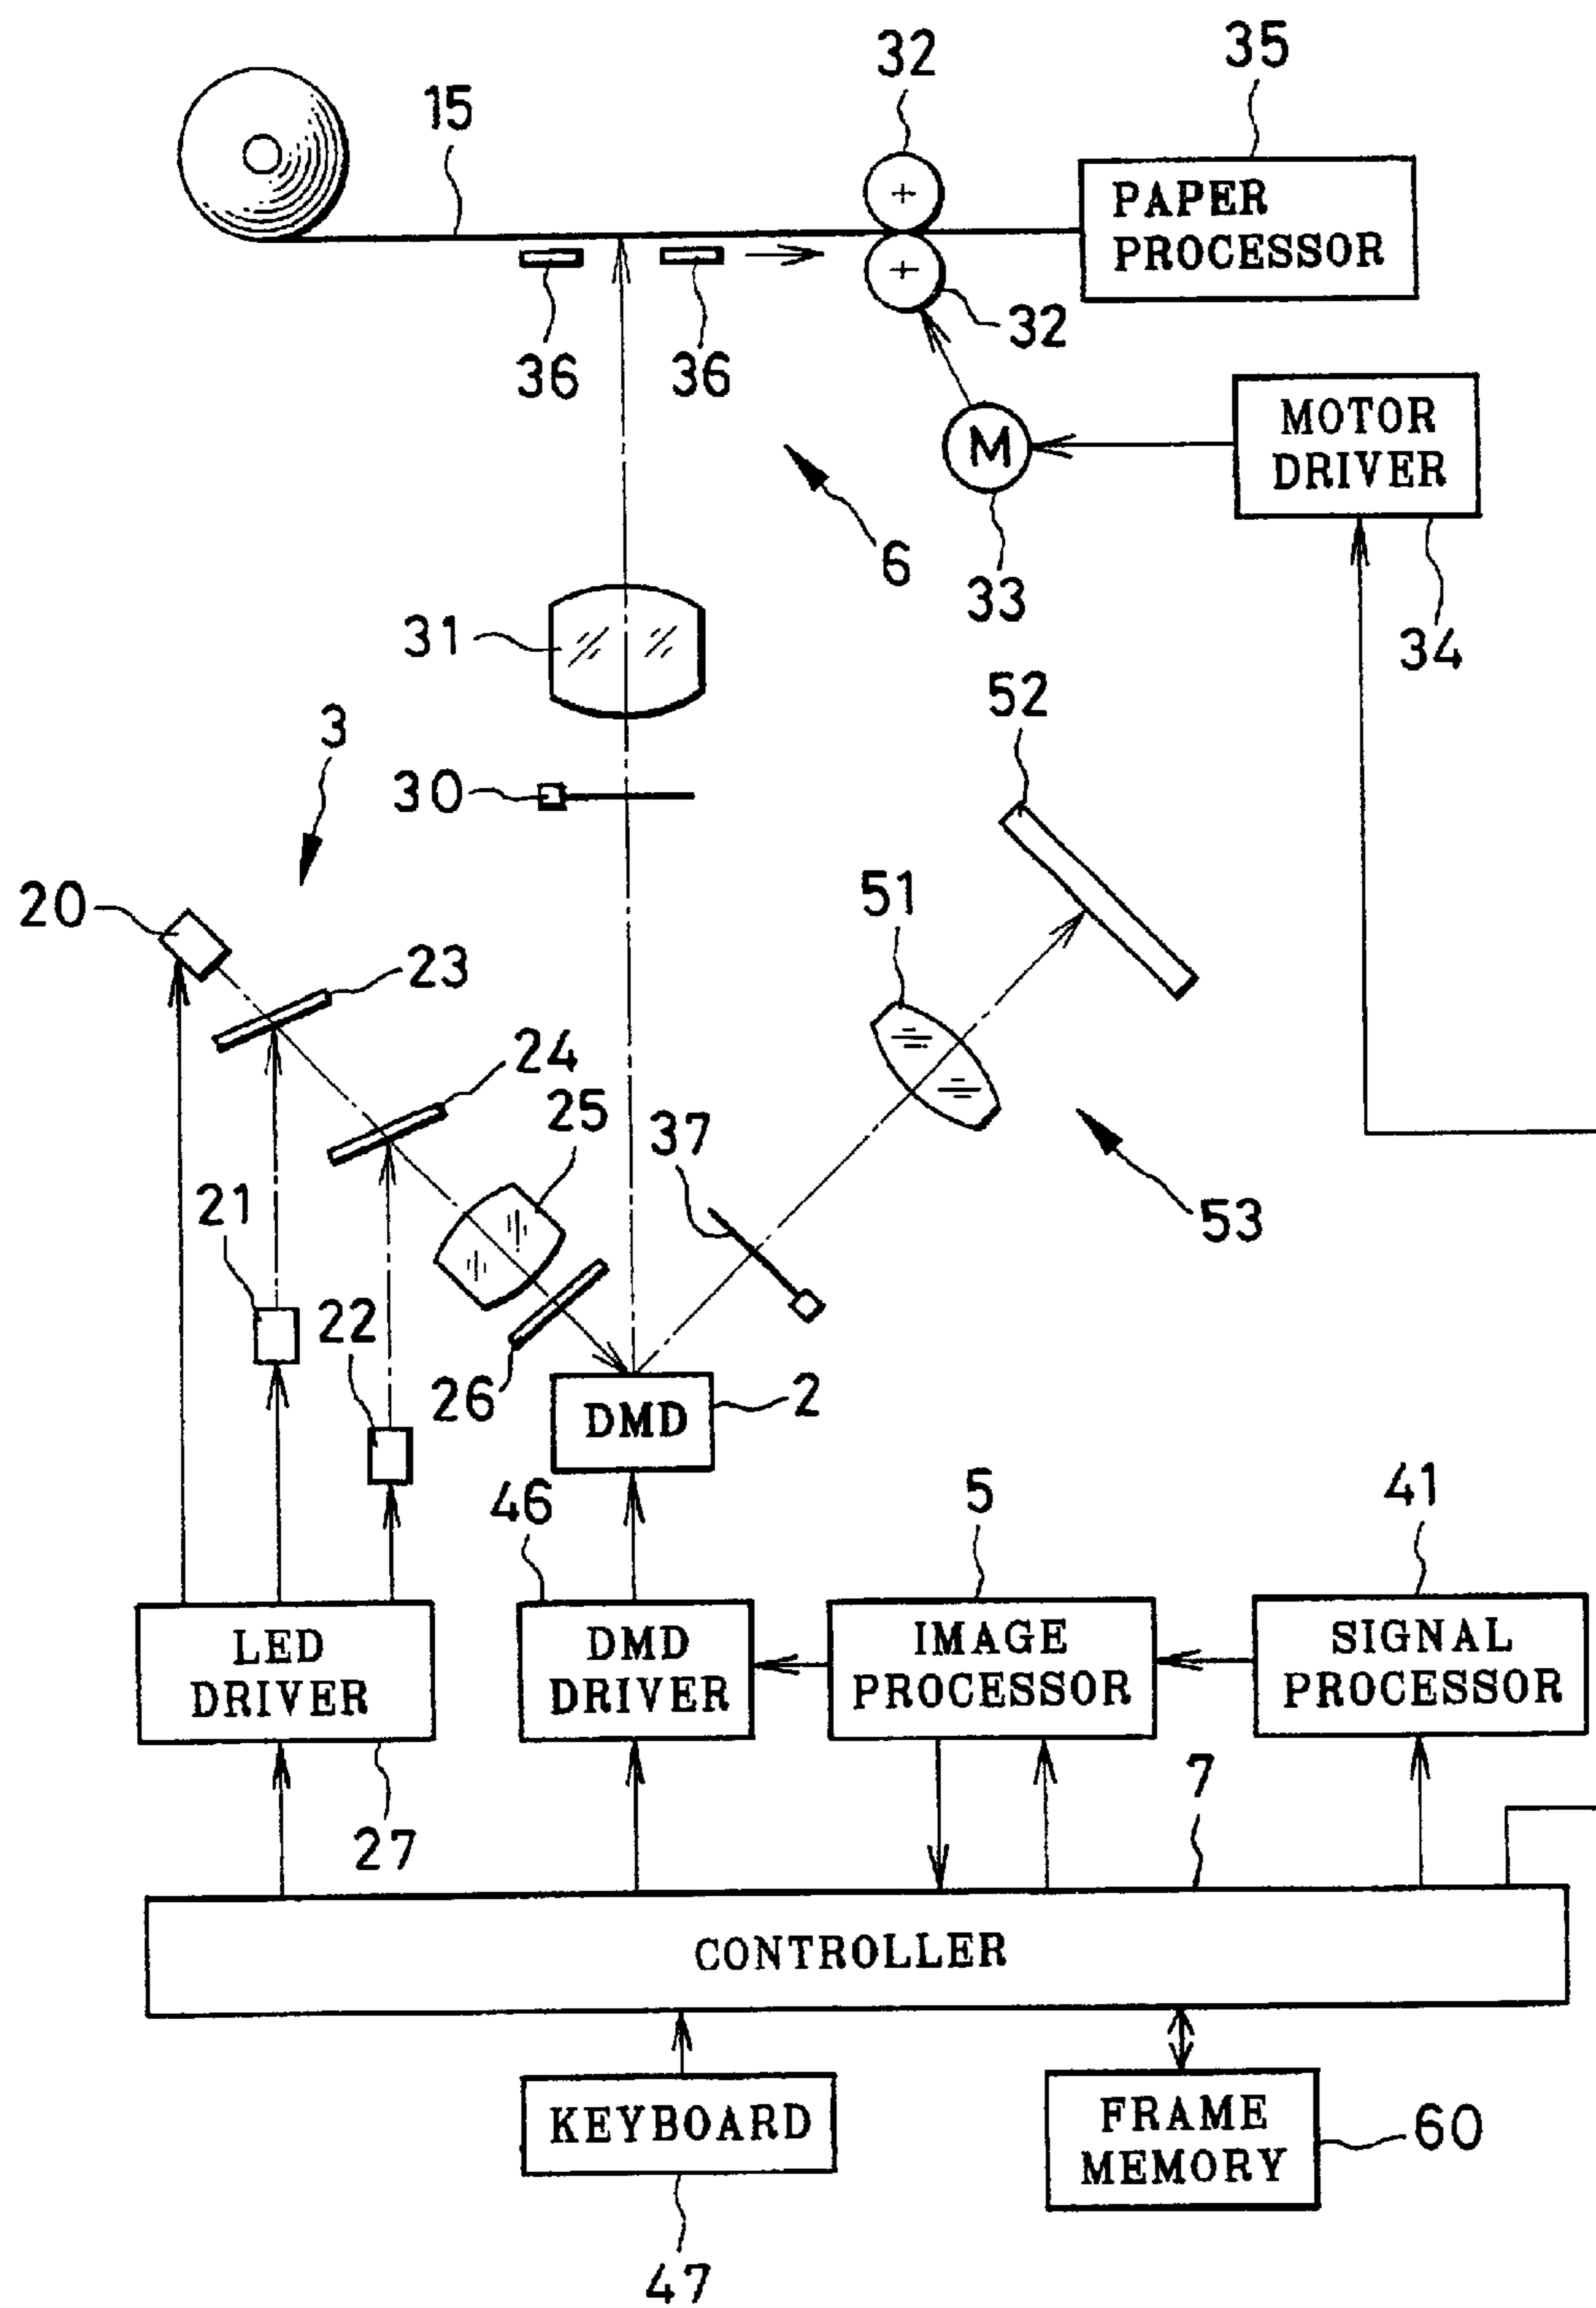 32
35
15
PAPER
PROCESSOR
36
36
32
MOTOR
DRIVER
M
6
33
34
31
52
3
30
51
20
23
24
25
37
53
21
22
26
DMD
2
46
5
41
LED
DRIVER
DMD
DRIVER
IMAGE
PROCESSOR
SIGNAL
PROCESSOR
27
7
CONTROLLER
KEYBOARD
FRAME
MEMORY
60
47